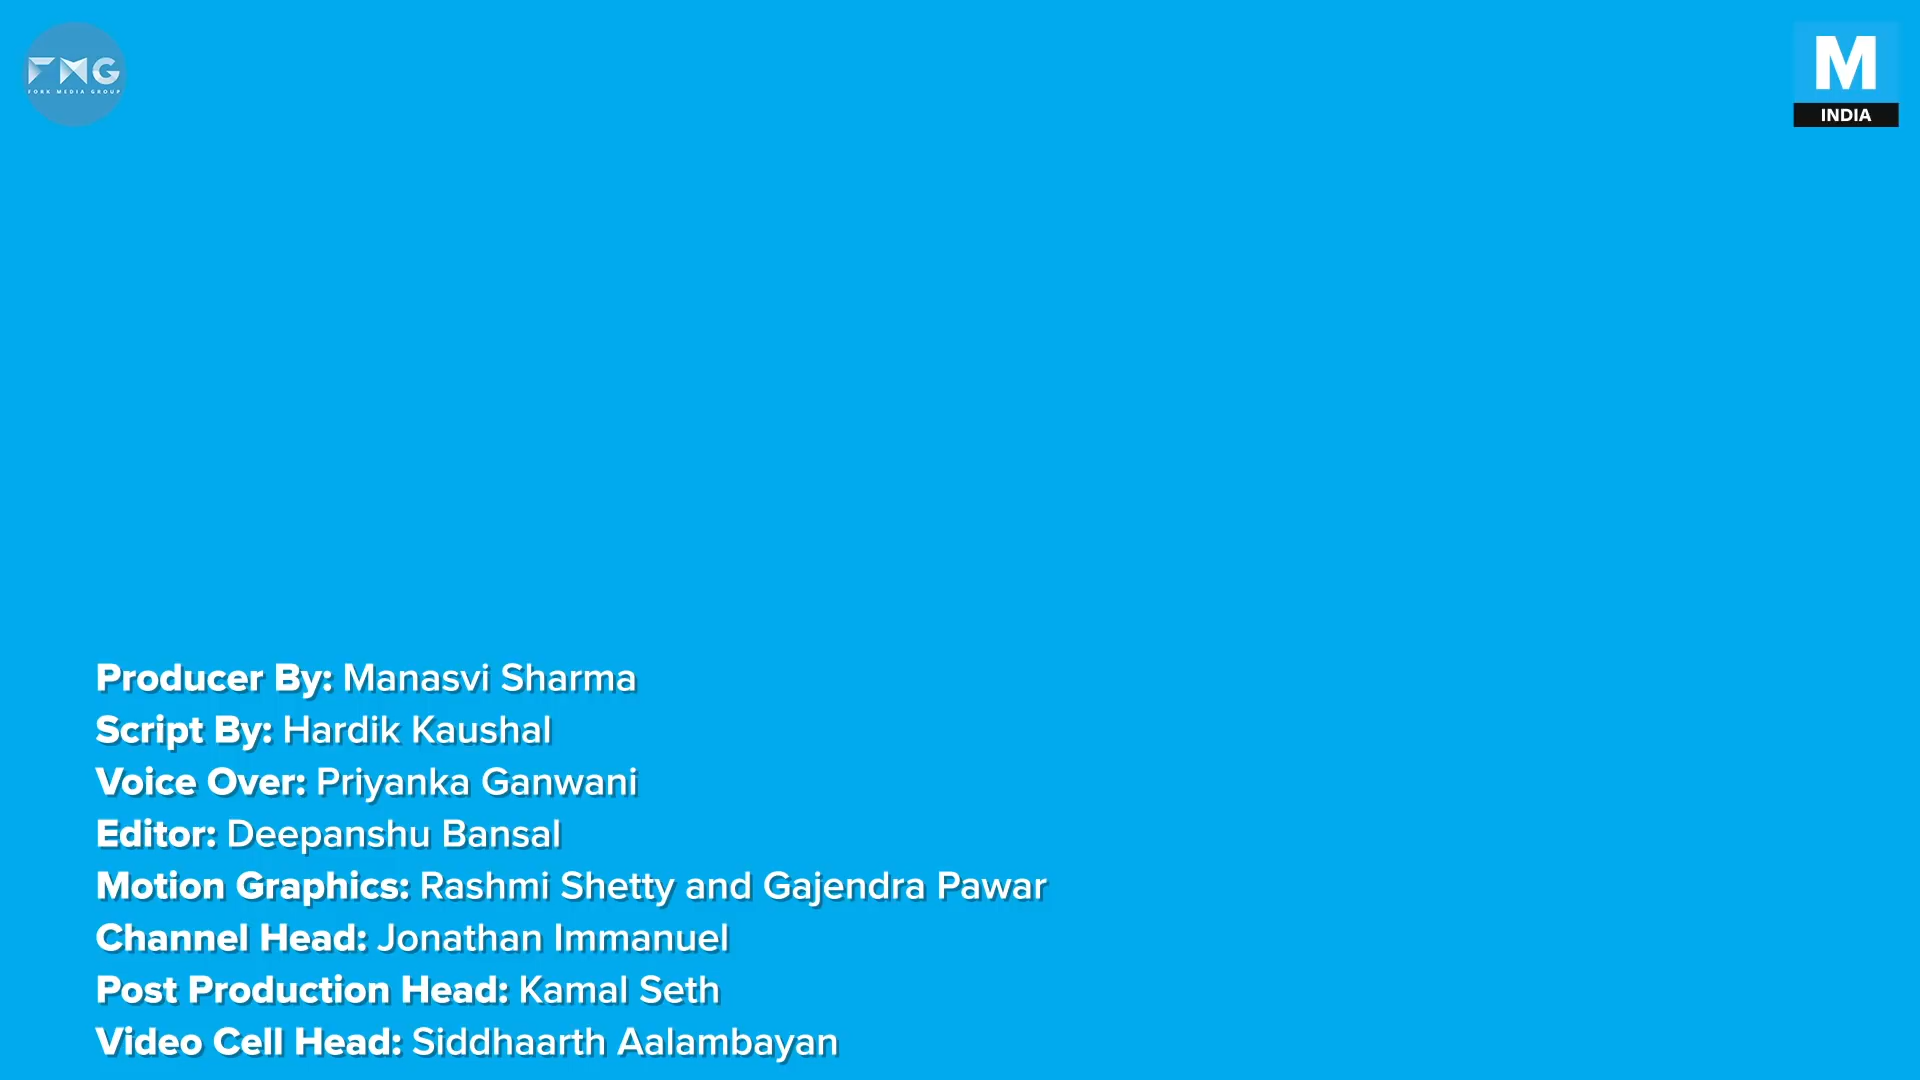 FMG
FORK MEDIA GROUP
M
INDIA
Producer By: Manasvi Sharma
Script By: Hardik Kaushal
Voice Over: Priyanka Ganwani
Editor: Deepanshu Bansal
Motion Graphics: Rashmi Shetty and Gajendra Pawar
Channel Head: Jonathan Immanuel
Post Production Head: Kamal Seth
Video Cell Head: Siddhaarth Aalambayan